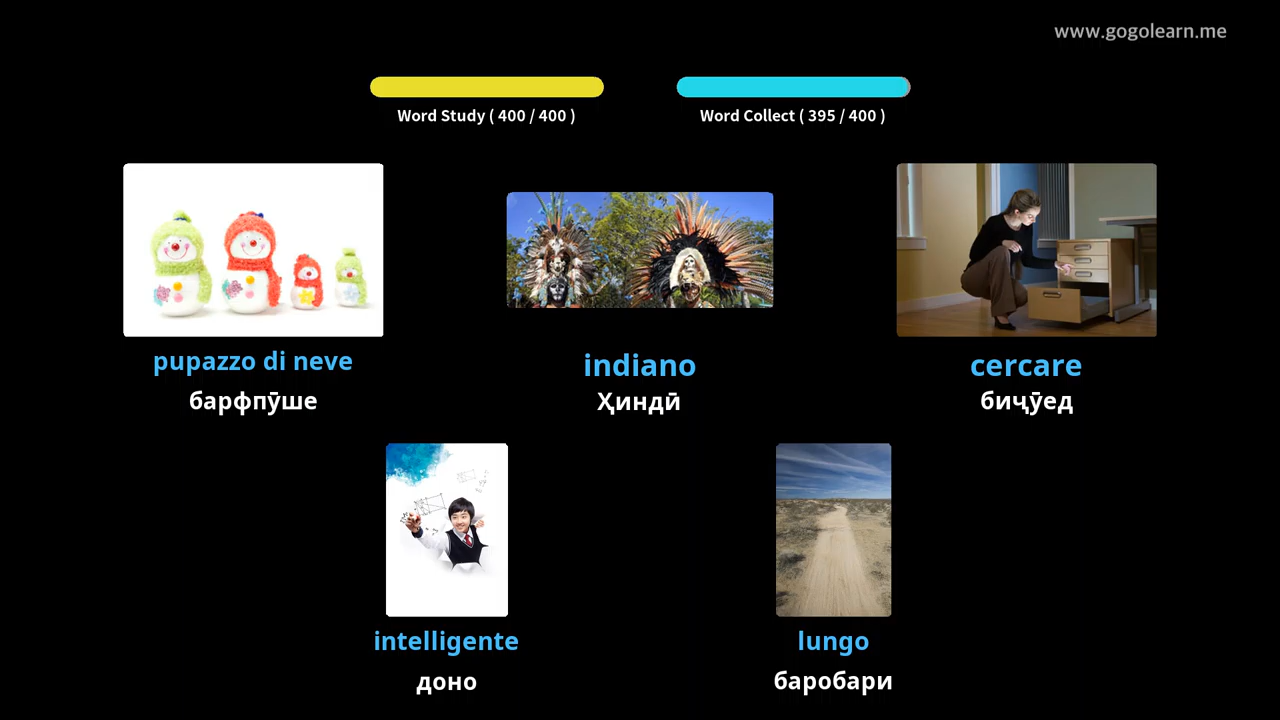 www.gogolearn.me
Word Study ( 400 / 400 )
Word Collect ( 395 / 400 )
pupazzo di neve
indiano
cercare
барфпӯше
Ҳиндӣ
биҷӯед
intelligente
lungo
доно
баробари